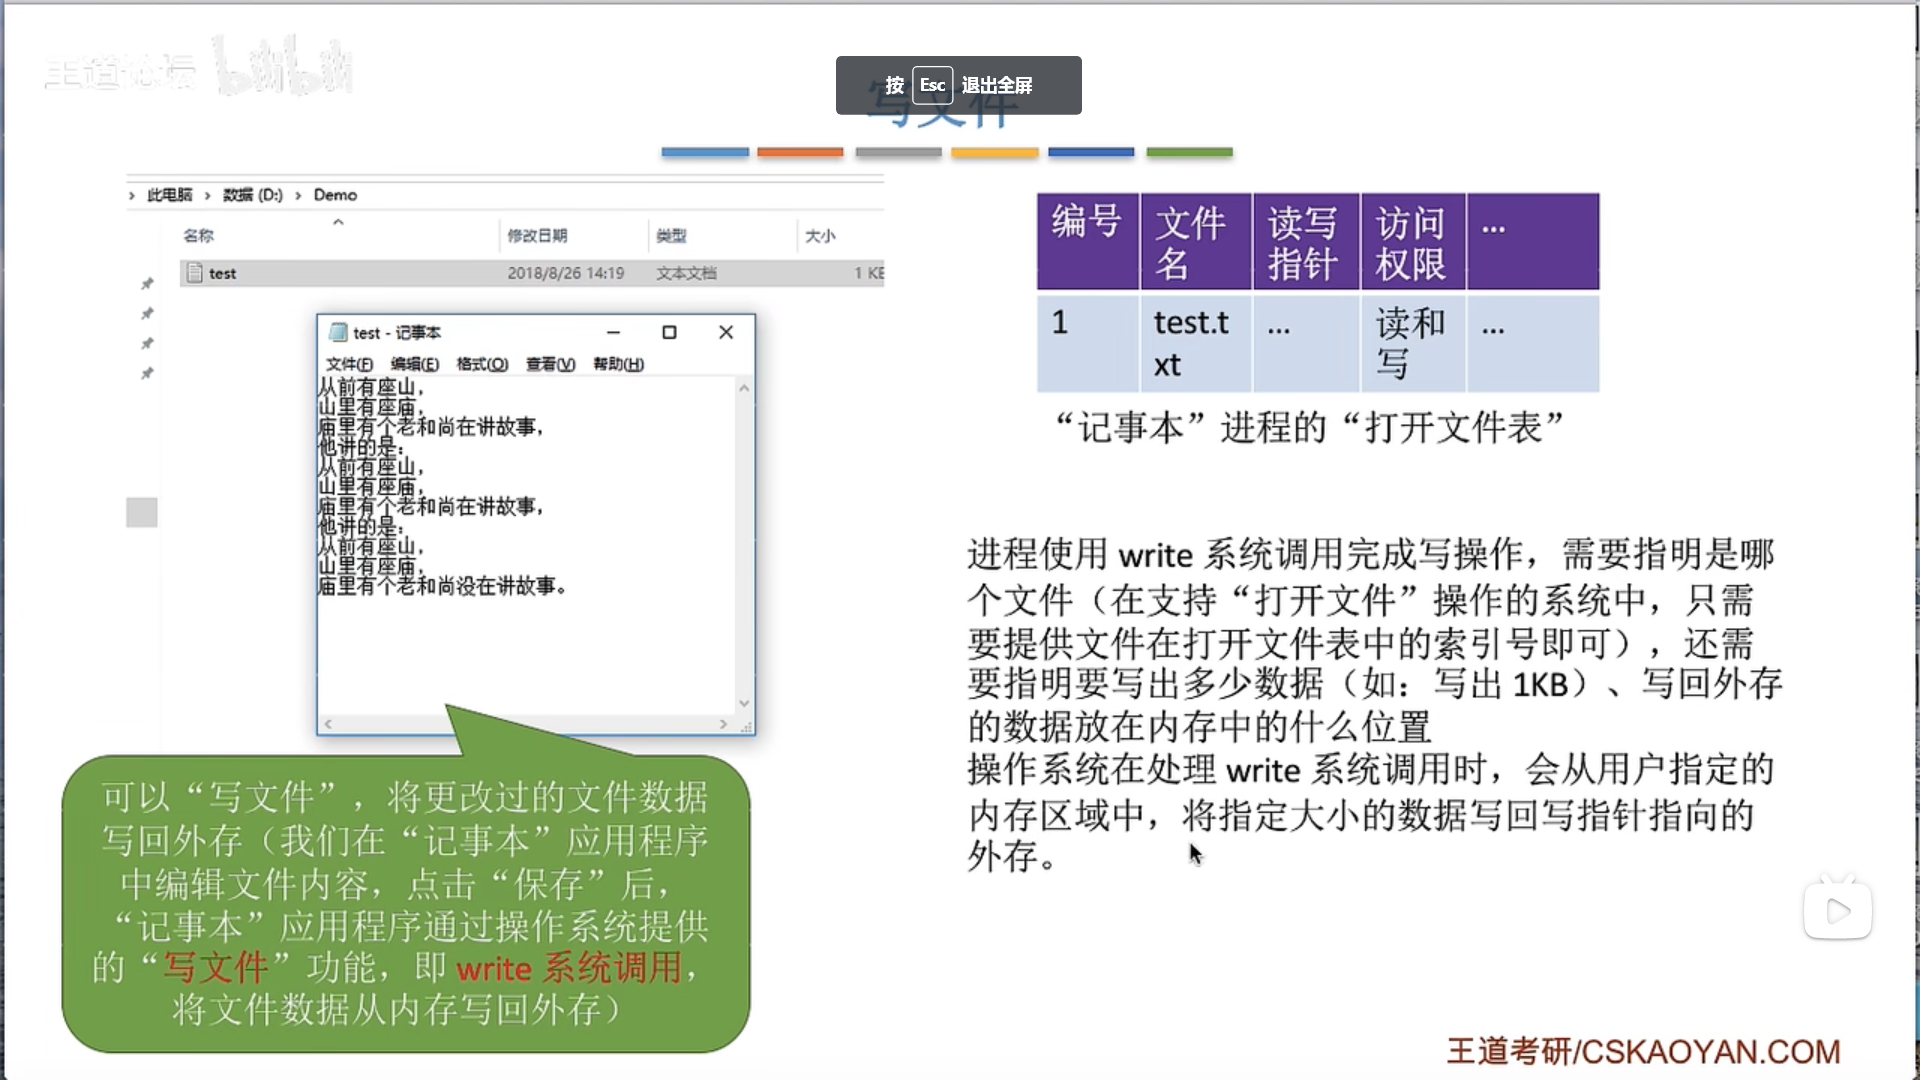 王道论坛 bilibili
按 Esc 退出全屏
写文件
› 此电脑 › 数据 (D:) › Demo
名称 修改日期 类型 大小
test 2018/8/26 14:19 文本文档 1 KB
test - 记事本
文件(F) 编辑(E) 格式(O) 查看(V) 帮助(H)
从前有座山,
山里有座庙,
庙里有个老和尚在讲故事,
他讲的是:
从前有座山,
山里有座庙,
庙里有个老和尚在讲故事,
他讲的是:
从前有座山,
山里有座庙,
庙里有个老和尚没在讲故事。
可以“写文件”,将更改过的文件数据
写回外存(我们在“记事本”应用程序
中编辑文件内容,点击“保存”后,
“记事本”应用程序通过操作系统提供
的“写文件”功能,即 write 系统调用,
将文件数据从内存写回外存)
编号 文件 读写 访问 ...
名 指针 权限
1 test.t ... 读和 ...
xt 写
“记事本”进程的“打开文件表”
进程使用 write 系统调用完成写操作,需要指明是哪
个文件(在支持“打开文件”操作的系统中,只需
要提供文件在打开文件表中的索引号即可),还需
要指明要写出多少数据(如:写出 1KB)、写回外存
的数据放在内存中的什么位置
操作系统在处理 write 系统调用时,会从用户指定的
内存区域中,将指定大小的数据写回写指针指向的
外存。
王道考研/CSKAOYAN.COM